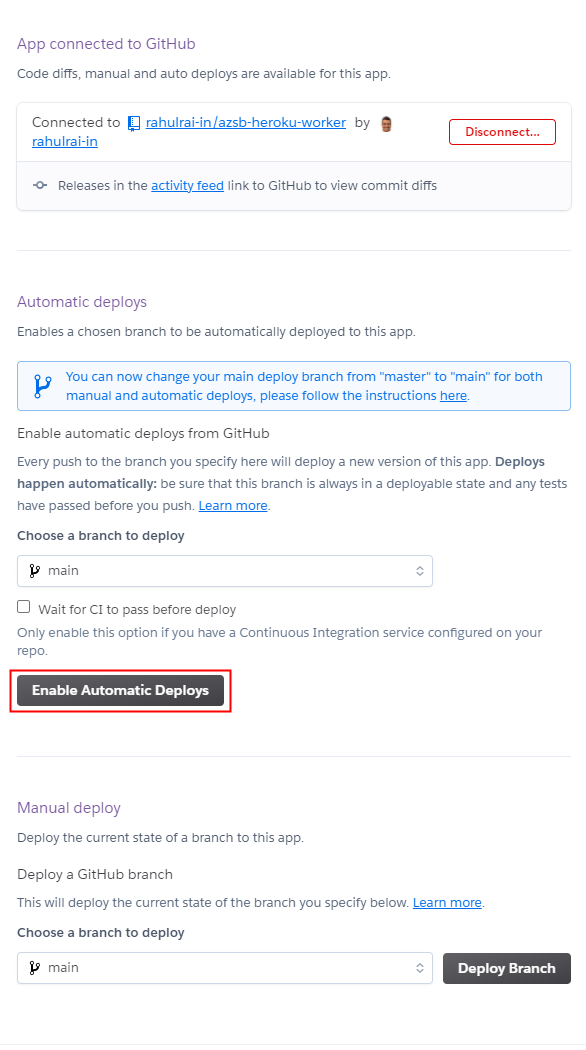 App connected to GitHub
Code diffs, manual and auto deploys are available for this app.
Connected to rahulrai-in/azsb-heroku-worker by
rahulrai-in
Disconnect...
Releases in the activity feed link to GitHub to view commit diffs
Automatic deploys
Enables a chosen branch to be automatically deployed to this app.
You can now change your main deploy branch from "master" to "main" for both
manual and automatic deploys, please follow the instructions here.
Enable automatic deploys from GitHub
Every push to the branch you specify here will deploy a new version of this app. Deploys
happen automatically: be sure that this branch is always in a deployable state and any tests
have passed before you push. Learn more.
Choose a branch to deploy
main
Wait for CI to pass before deploy
Only enable this option if you have a Continuous Integration service configured on your
repo.
Enable Automatic Deploys
Manual deploy
Deploy the current state of a branch to this app.
Deploy a GitHub branch
This will deploy the current state of the branch you specify below. Learn more.
Choose a branch to deploy
main
Deploy Branch